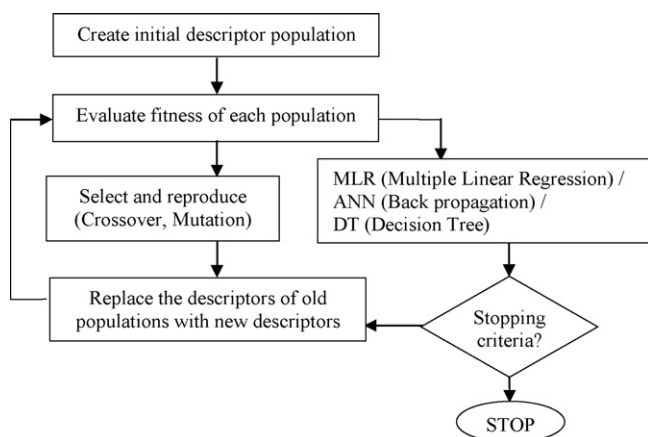 Create initial descriptor population
Evaluate fitness of each population
Select and reproduce
(Crossover, Mutation)
MLR (Multiple Linear Regression) /
ANN (Back propagation) /
DT (Decision Tree)
Replace the descriptors of old
populations with new descriptors
Stopping
criteria?
STOP